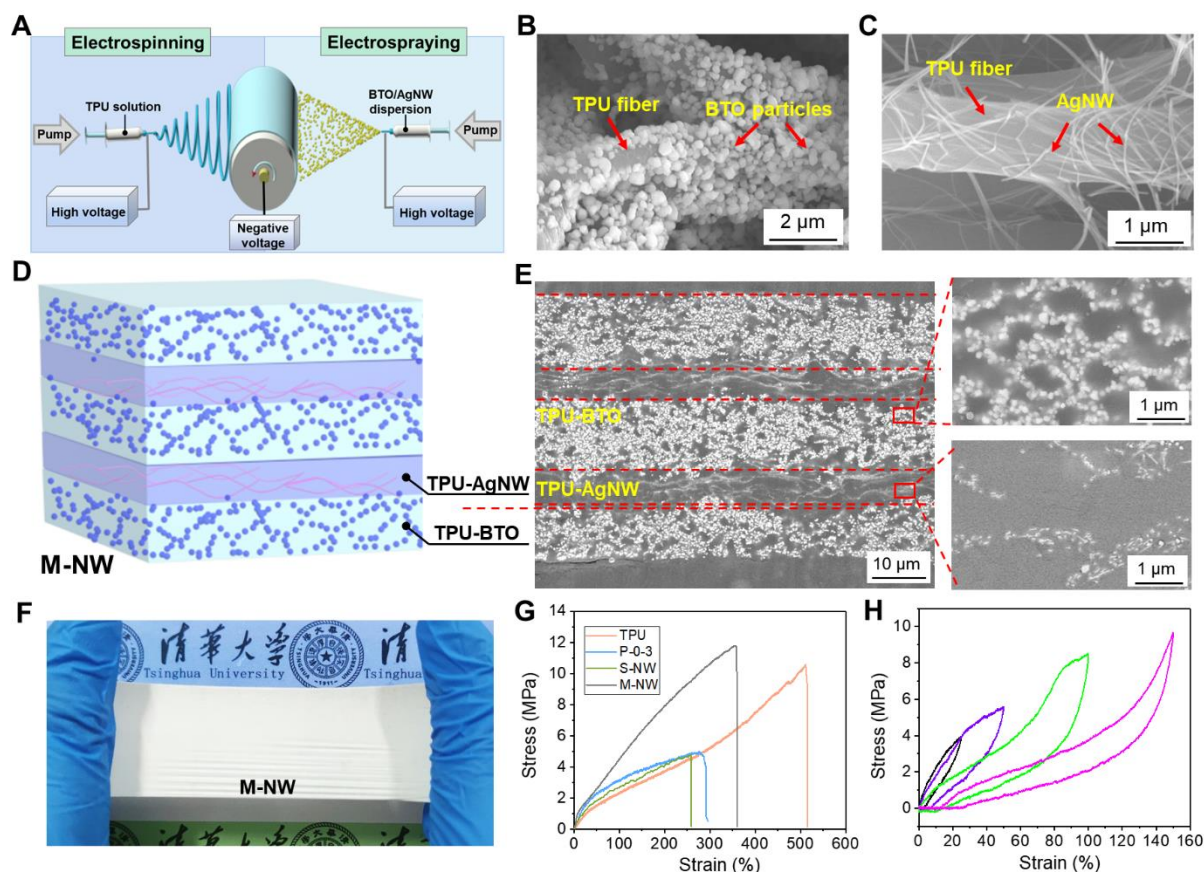 A
Electrospinning
Electrospraying
TPU solution
BTO/AgNW
dispersion
Pump
Pump
High voltage
Negative
voltage
High voltage
B
TPU fiber
BTO particles
2 μm
C
TPU fiber
AgNW
1 μm
D
TPU-AgNW
TPU-BTO
M-NW
E
TPU-BTO
TPU-AgNW
10 μm
1 μm
1 μm
F
清華大學
Tsinghua University
清
Tsinghua
·1911·
M-NW
G
Stress (MPa)
14
12
10
8
6
4
2
0
TPU
P-0-3
S-NW
M-NW
0 100 200 300 400 500 600
Strain (%)
H
Stress (MPa)
10
8
6
4
2
0
0 20 40 60 80 100 120 140 160
Strain (%)